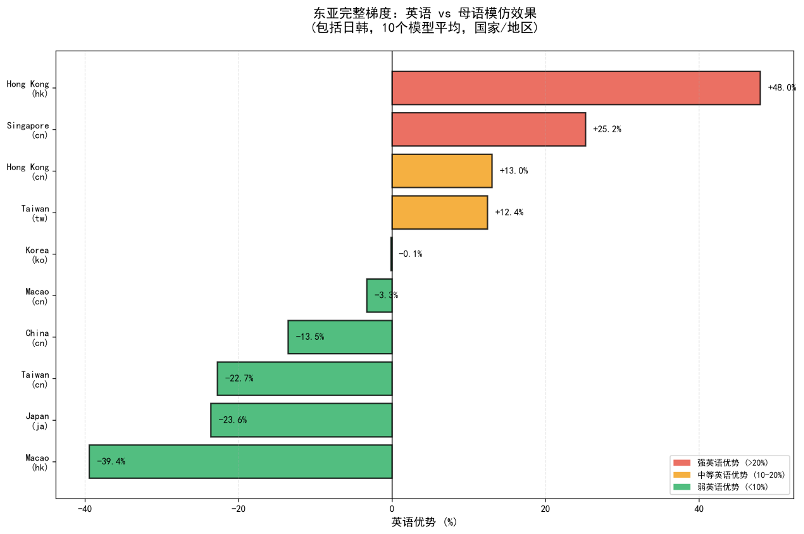 东亚完整梯度: 英语 vs 母语模仿效果
(包括日韩, 10个模型平均, 国家/地区)
Hong Kong
(hk)
+48.0%
Singapore
(cn)
+25.2%
Hong Kong
(cn)
+13.0%
Taiwan
(tw)
+12.4%
Korea
(ko)
-0.1%
Macao
(cn)
-3.3%
China
(cn)
-13.5%
Taiwan
(cn)
-22.7%
Japan
(ja)
-23.6%
Macao
(hk)
-39.4%
强英语优势 (>20%)
中等英语优势 (10-20%)
弱英语优势 (<10%)
-40
-20
0
20
40
英语优势 (%)